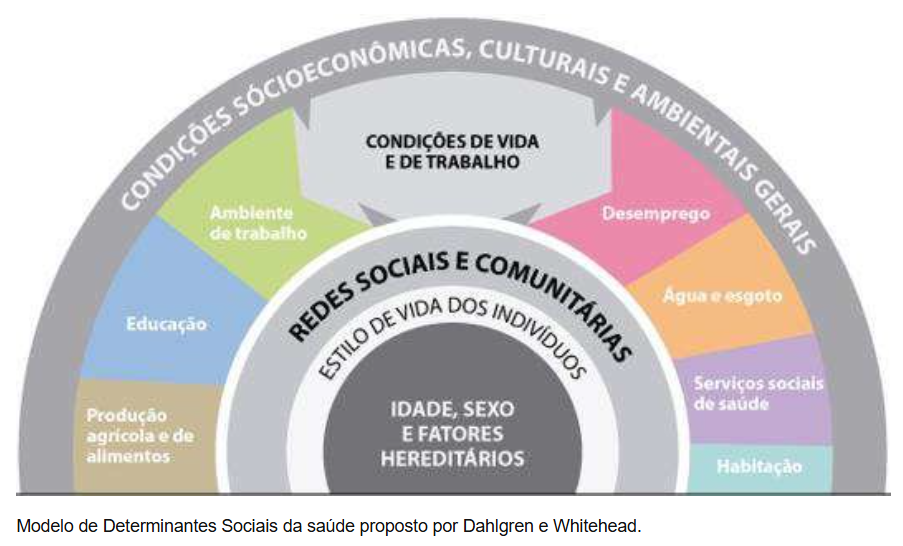 CONDIÇÕES SÓCIOECONÔMICAS, CULTURAIS E AMBIENTAIS GERAIS
CONDIÇÕES DE VIDA
E DE TRABALHO
Ambiente
de trabalho
Desemprego
Educação
Água e esgoto
Produção
agrícola e de
alimentos
Serviços sociais
de saúde
Habitação
REDES SOCIAIS E COMUNITÁRIAS
ESTILO DE VIDA DOS INDIVÍDUOS
IDADE, SEXO
E FATORES
HEREDITÁRIOS
Modelo de Determinantes Sociais da saúde proposto por Dahlgren e Whitehead.